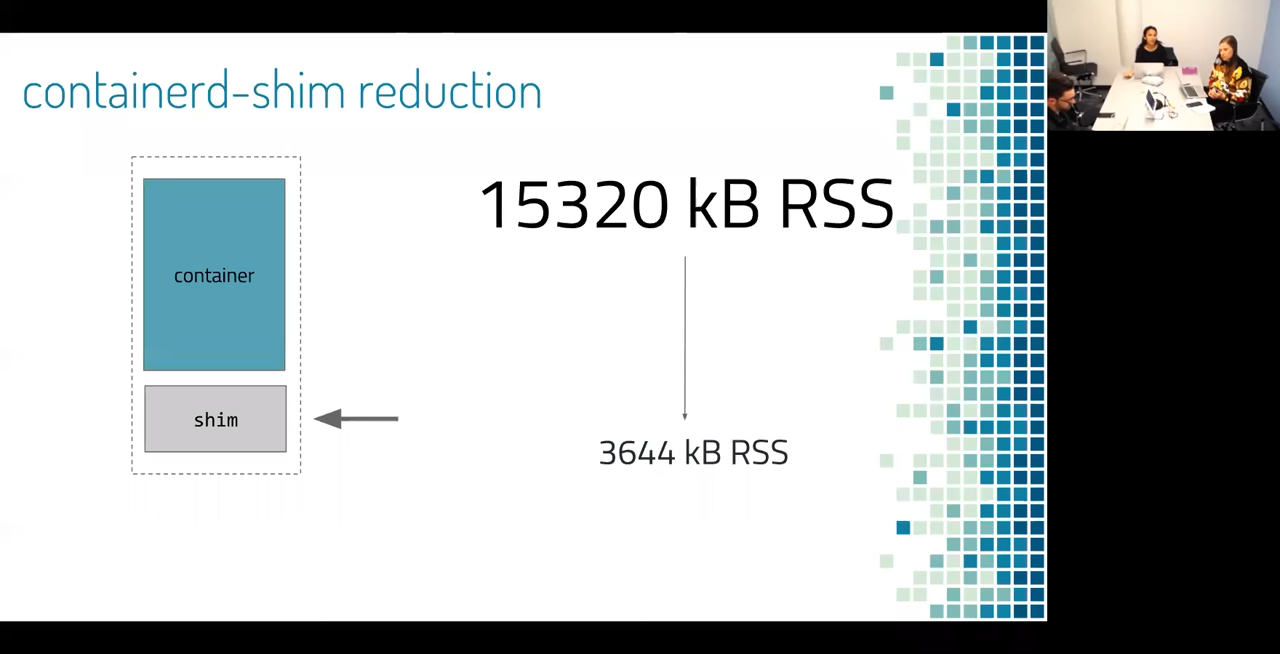 containerd-shim reduction
15320 kB RSS
container
shim
3644 kB RSS